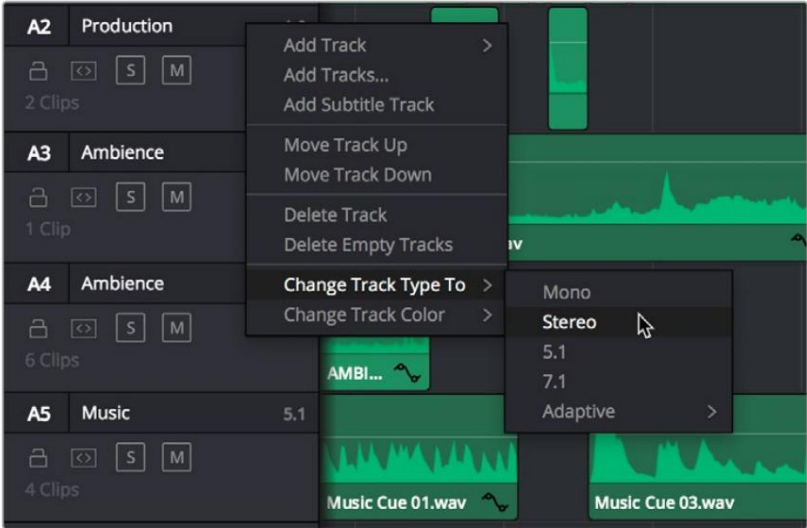 A2 Production
S M
2 Clips
A3 Ambience
S M
1 Clip
A4 Ambience
S M
6 Clips
A5 Music 5.1
S M
4 Clips
Add Track
Add Tracks...
Add Subtitle Track
Move Track Up
Move Track Down
Delete Track
Delete Empty Tracks
Change Track Type To
Change Track Color
Mono
Stereo
5.1
7.1
Adaptive
av
AMBI...
Music Cue 01.wav
Music Cue 03.wav